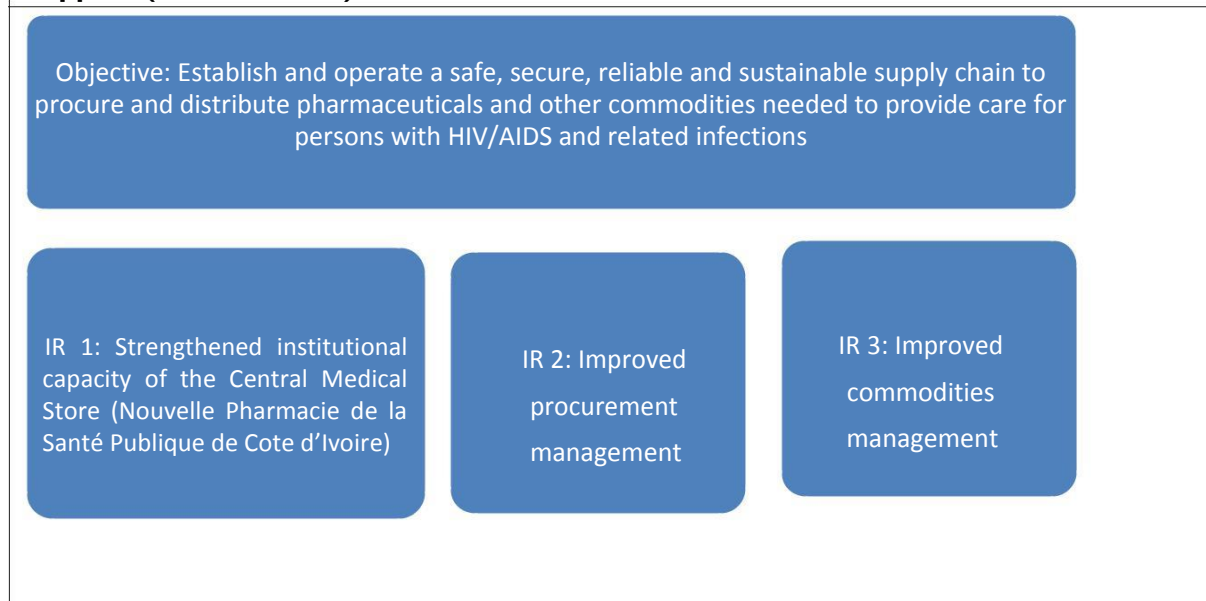 Objective: Establish and operate a safe, secure, reliable and sustainable supply chain to
procure and distribute pharmaceuticals and other commodities needed to provide care for
persons with HIV/AIDS and related infections
IR 1: Strengthened institutional
capacity of the Central Medical
Store (Nouvelle Pharmacie de la
Santé Publique de Cote d’Ivoire)
IR 2: Improved
procurement
management
IR 3: Improved
commodities
management